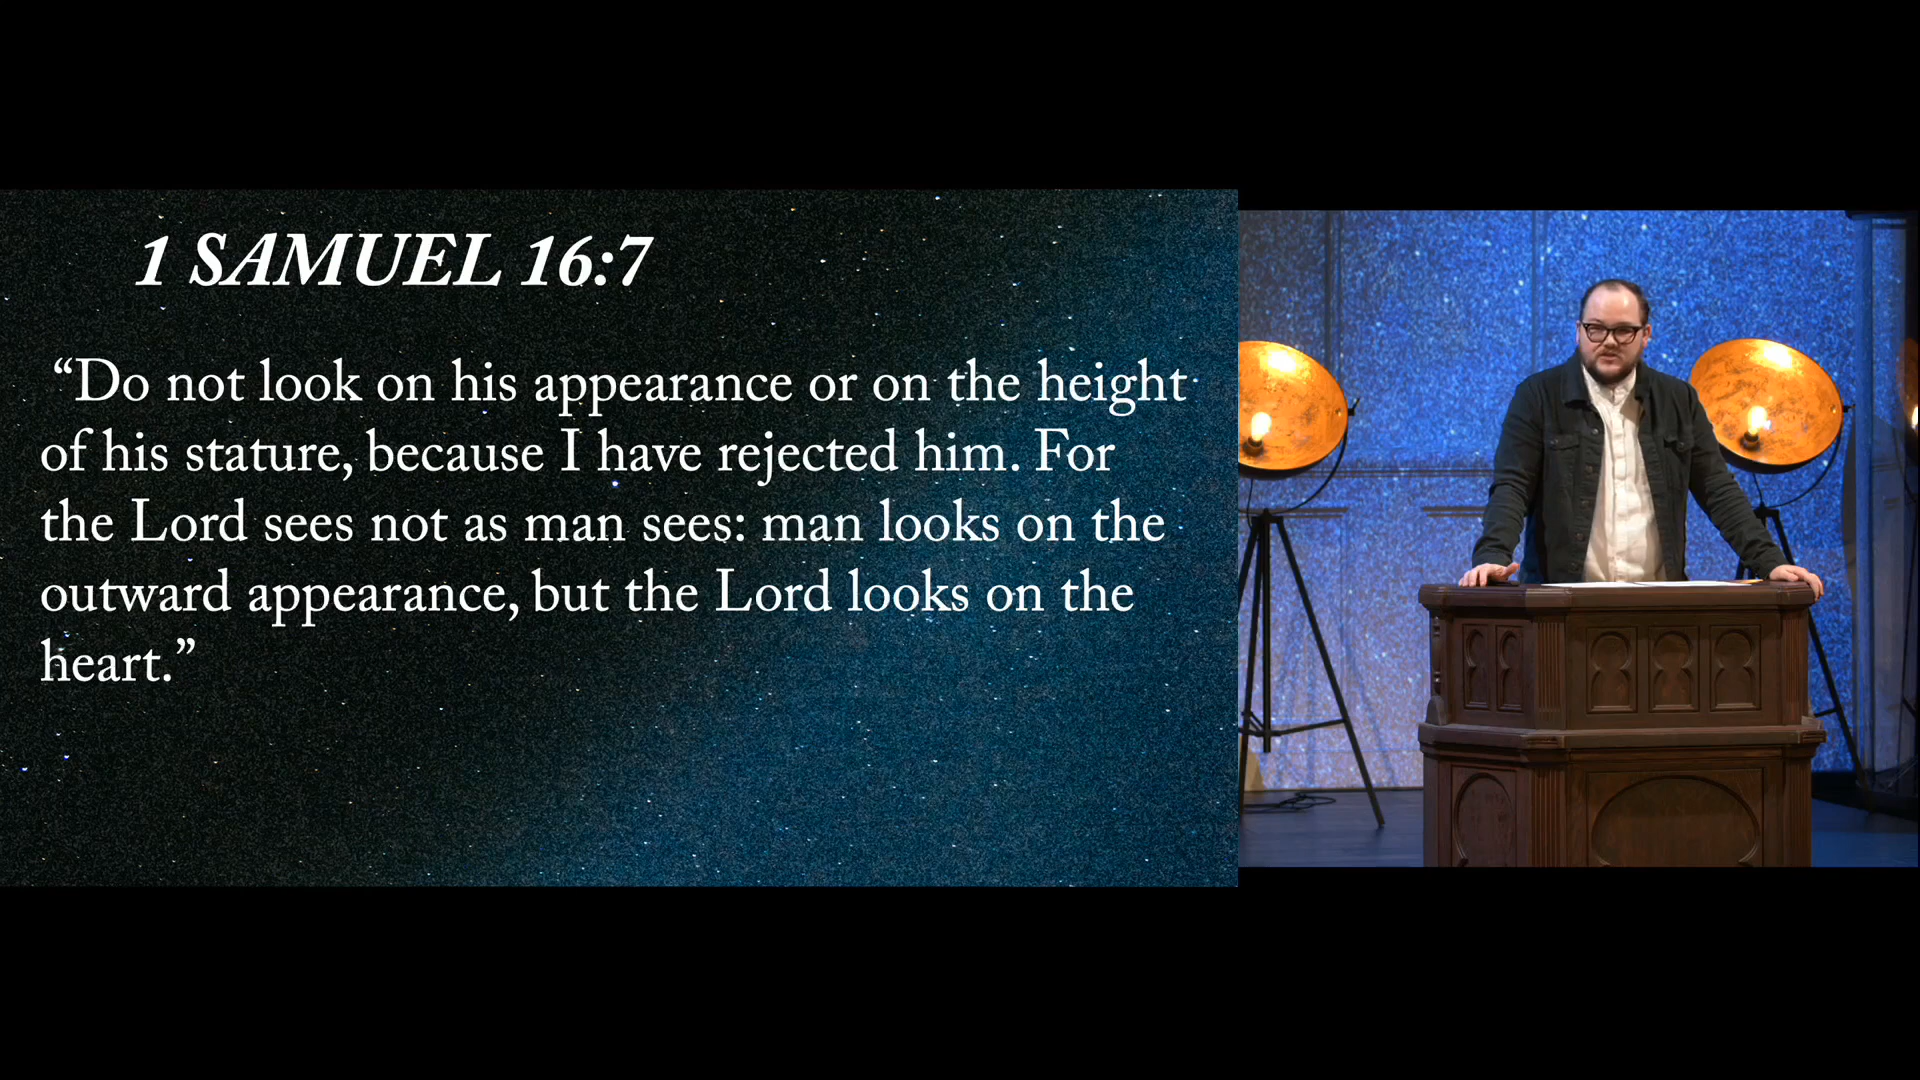 1 SAMUEL 16:7
“Do not look on his appearance or on the height
of his stature, because I have rejected him. For
the Lord sees not as man sees: man looks on the
outward appearance, but the Lord looks on the
heart.”